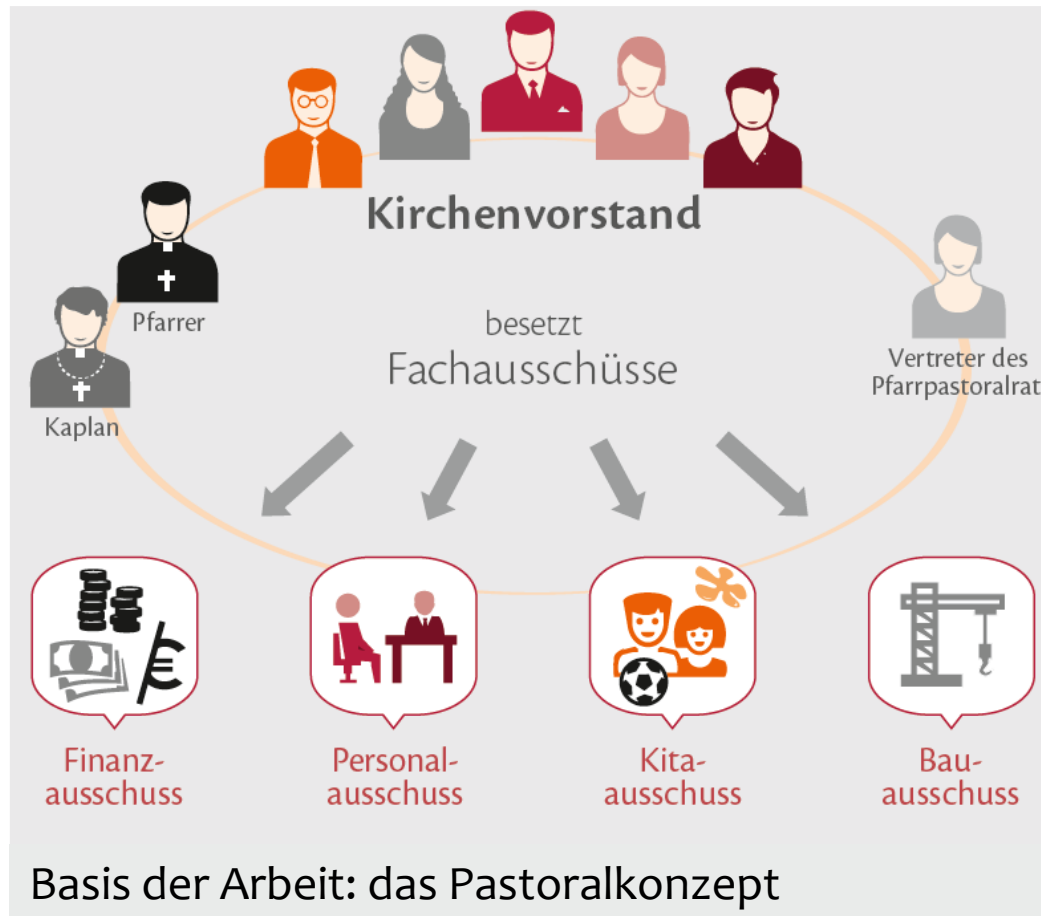 Kirchenvorstand
Pfarrer
Kaplan
besetzt
Fachausschüsse
Vertreter des
Pfarrpastoralrat
€
Finanz-
ausschuss
Personal-
ausschuss
Kita-
ausschuss
Bau-
ausschuss
Basis der Arbeit: das Pastoralkonzept